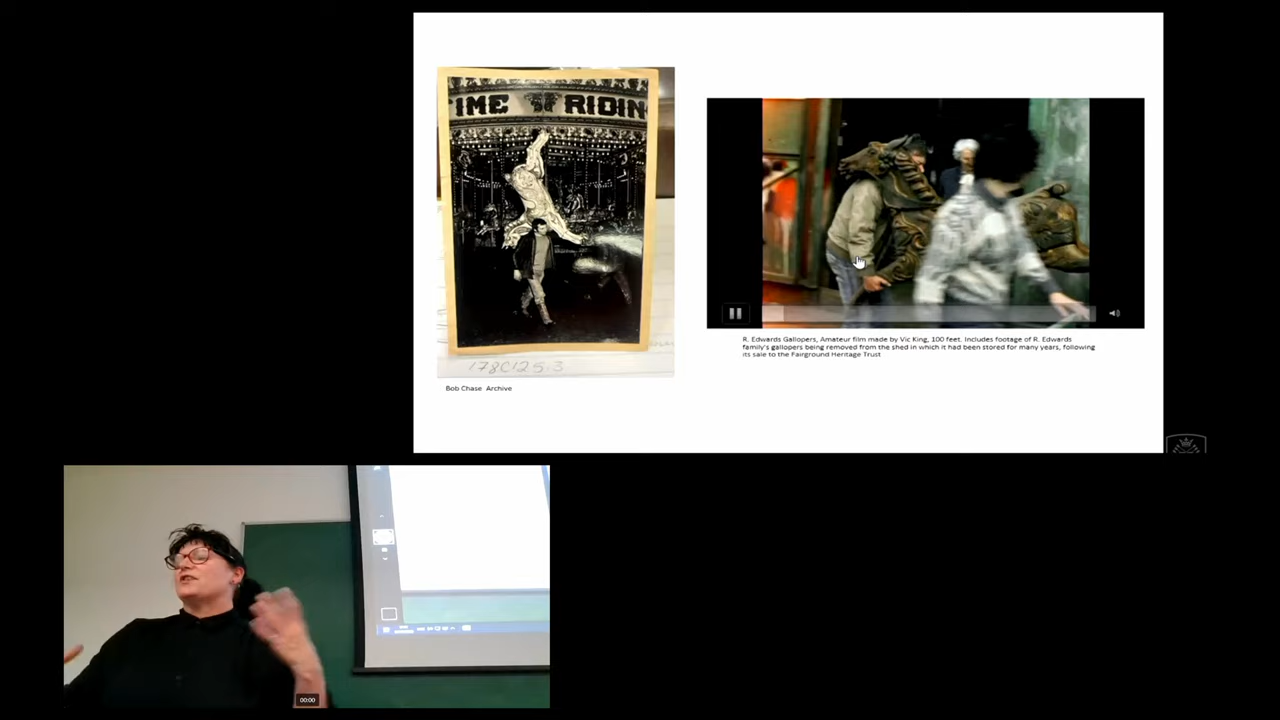 IME RIDIN
178C125.3
Bob Chase Archive
R. Edwards Gallopers, Amateur film made by Vic King, 100 feet. Includes footage of R. Edwards
family's gallopers being removed from the shed in which it had been stored for many years, following
its sale to the Fairground Heritage Trust
00:00